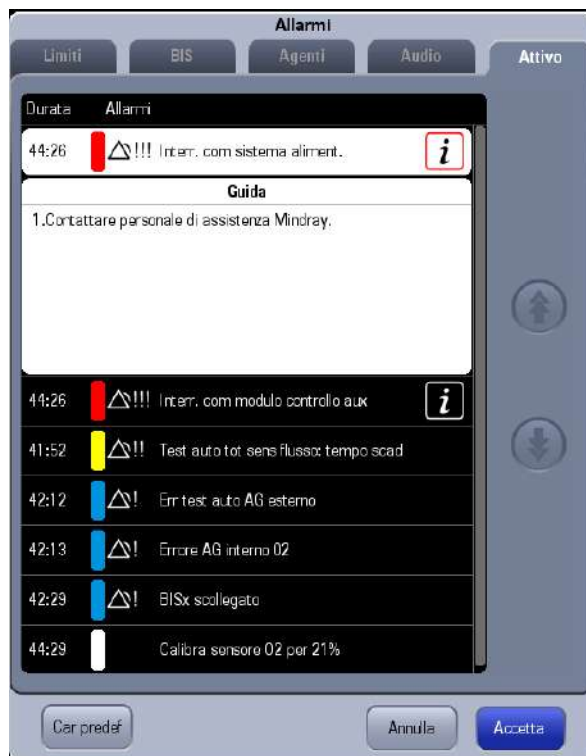 Allarmi
Limiti BIS Agenti Audio Attivo
Durata Allarmi
44:26 !!! Interr. com sistema aliment..
Guida
1.Contattare personale di assistenza Mindray.
44:26 !!! Interr. com modulo controllo aux
41:52 !! Test auto tot sens flusso: tempo scad
42:12 ! Err test auto AG esterno
42:13 ! Errore AG interno 02
42:29 ! BISx scollegato
44:29 Calibra sensore O2 per 21%
Car predef Annulla Accetta